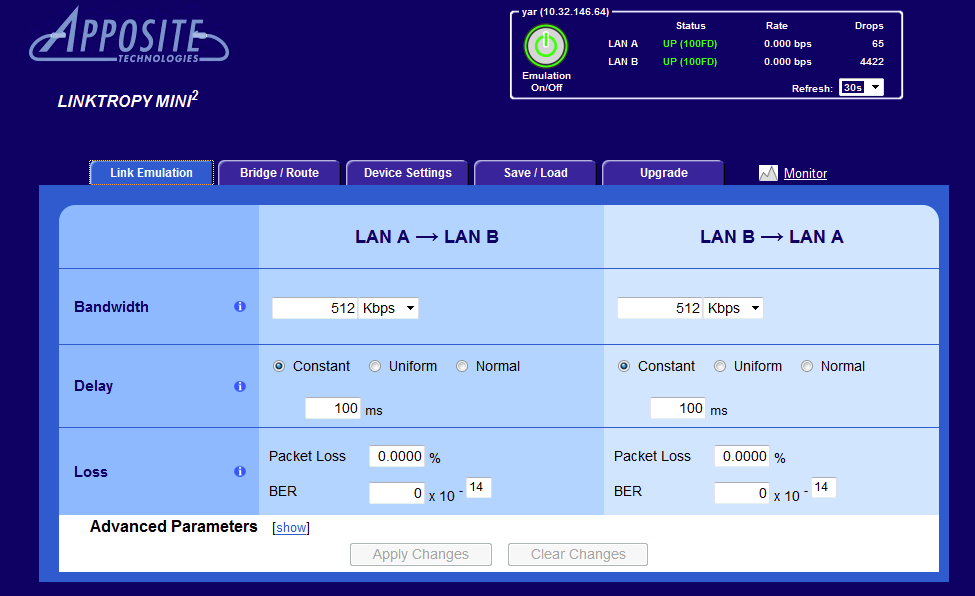 APPOSITE
TECHNOLOGIES
LINKTROPY MINI2
yar (10.32.146.64)
Status Rate Drops
LAN A UP (100FD) 0.000 bps 65
LAN B UP (100FD) 0.000 bps 4422
Emulation
On/Off
Refresh: 30s
Link Emulation Bridge / Route Device Settings Save / Load Upgrade Monitor
LAN A → LAN B LAN B → LAN A
Bandwidth i 512 Kbps 512 Kbps
Delay i Constant Uniform Normal Constant Uniform Normal
100 ms 100 ms
Loss i Packet Loss 0.0000 % Packet Loss 0.0000 %
BER 0 x 10 - 14 BER 0 x 10 - 14
Advanced Parameters [show]
Apply Changes Clear Changes